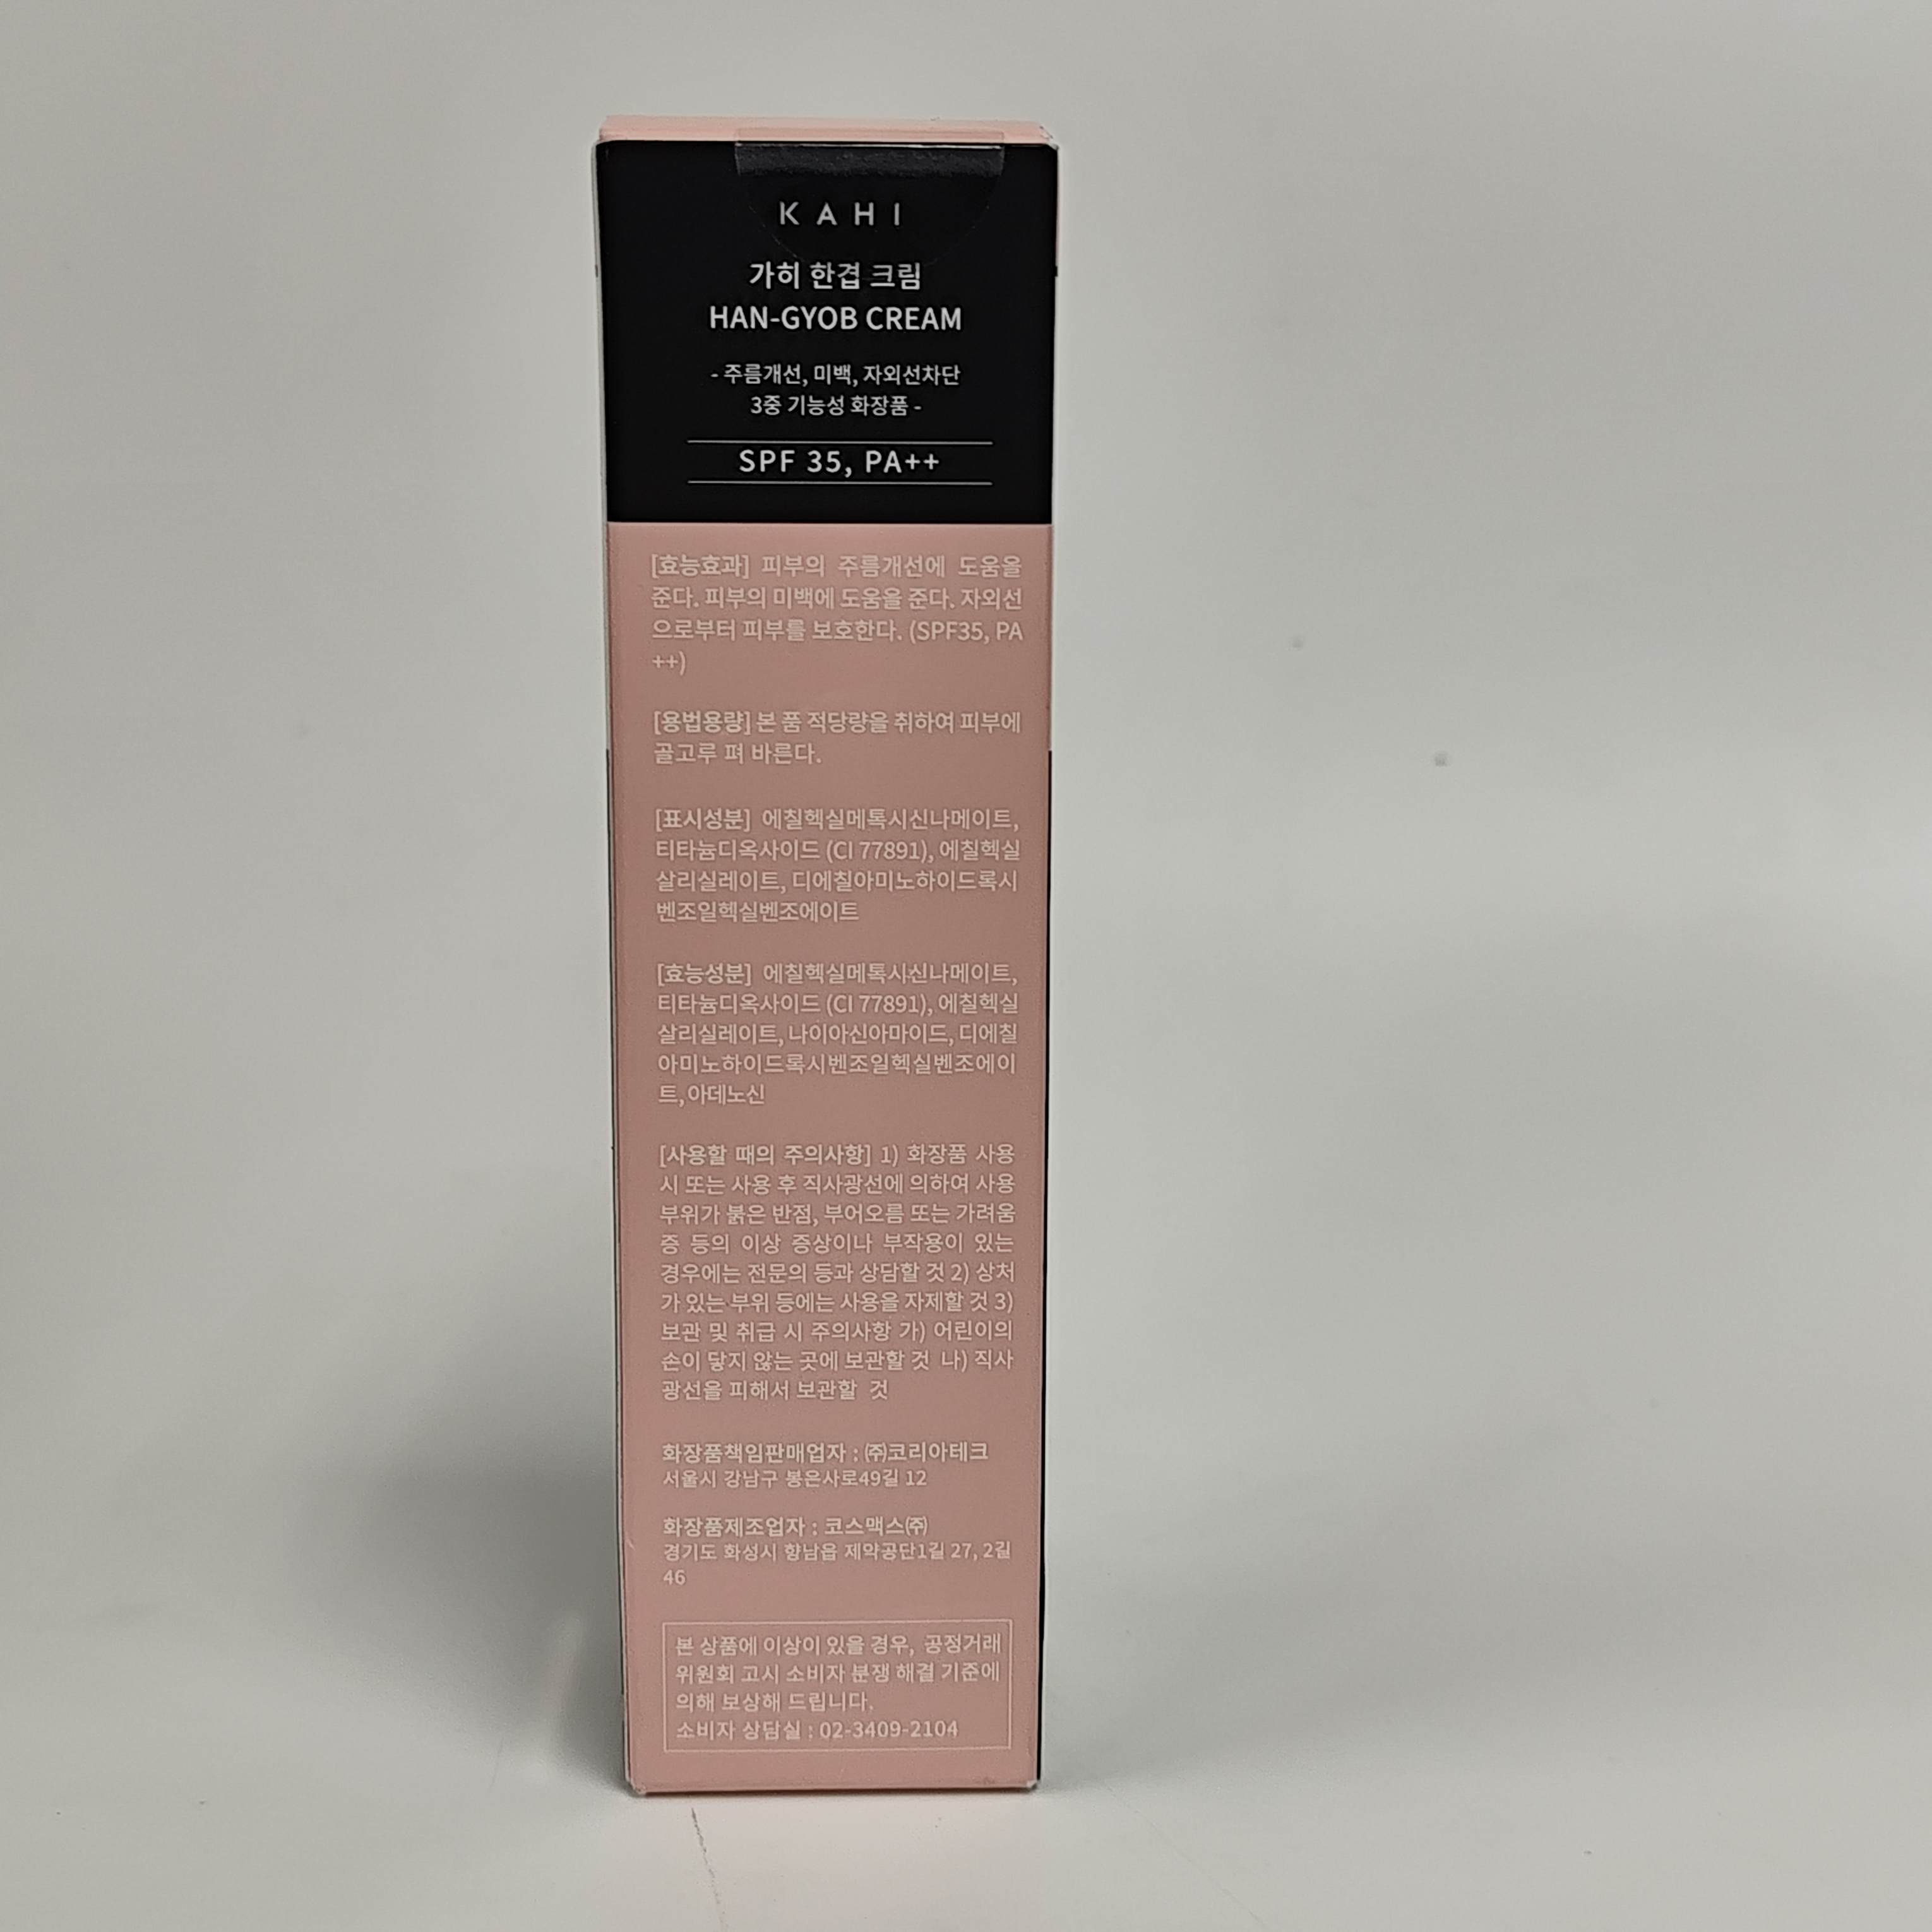 KAHI
가히 한겹 크림
HAN-GYOB CREAM
- 주름개선, 미백, 자외선차단
3중 기능성 화장품 -
SPF 35, PA++
[효능효과] 피부의 주름개선에 도움을
준다. 피부의 미백에 도움을 준다. 자외선
으로부터 피부를 보호한다. (SPF35, PA
++)
[용법용량] 본 품 적당량을 취하여 피부에
골고루 펴 바른다.
[표시성분] 에칠헥실메톡시신나메이트,
티타늄디옥사이드 (CI 77891), 에칠헥실
살리실레이트, 디에칠아미노하이드록시
벤조일헥실벤조에이트
[효능성분] 에칠헥실메톡시신나메이트,
티타늄디옥사이드 (CI 77891), 에칠헥실
살리실레이트, 나이아신아마이드, 디에칠
아미노하이드록시벤조일헥실벤조에이
트, 아데노신
[사용할 때의 주의사항] 1) 화장품 사용
시 또는 사용 후 직사광선에 의하여 사용
부위가 붉은 반점, 부어오름 또는 가려움
증 등의 이상 증상이나 부작용이 있는
경우에는 전문의 등과 상담할 것 2) 상처
가 있는 부위 등에는 사용을 자제할 것 3)
보관 및 취급 시 주의사항 가) 어린이의
손이 닿지 않는 곳에 보관할 것 나) 직사
광선을 피해서 보관할 것
화장품책임판매업자 : ㈜코리아테크
서울시 강남구 봉은사로49길 12
화장품제조업자 : 코스맥스㈜
경기도 화성시 향남읍 제약공단1길 27, 2길
46
본 상품에 이상이 있을 경우, 공정거래
위원회 고시 소비자 분쟁 해결 기준에
의해 보상해 드립니다.
소비자 상담실 : 02-3409-2104